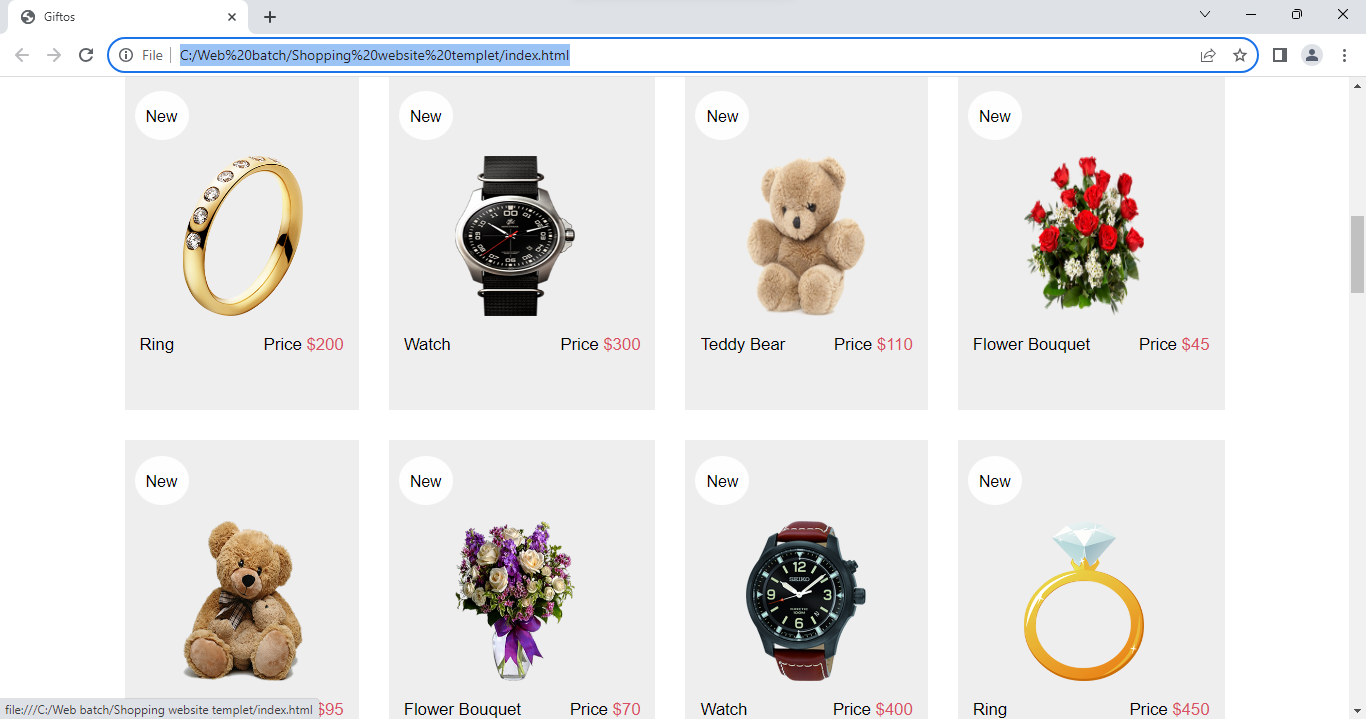 Giftos
File C:/Web%20batch/Shopping%20website%20templet/index.html
New New New New
Ring Price $200 Watch Price $300 Teddy Bear Price $110 Flower Bouquet Price $45
New New New New
SEIKO
$95 Flower Bouquet Price $70 Watch Price $400 Ring Price $450
file:///C:/Web batch/Shopping website templet/index.html